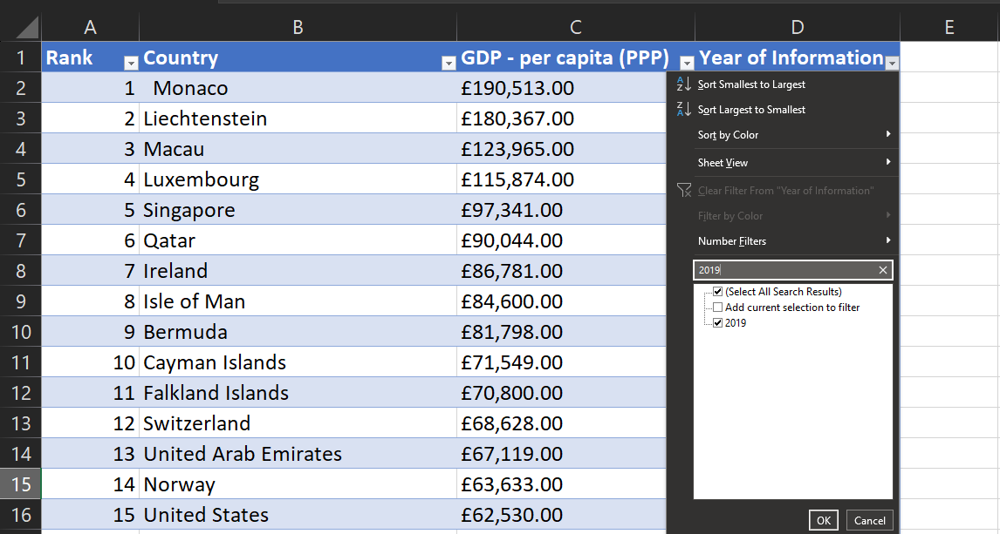 A B C D E
1 Rank Country GDP - per capita (PPP) Year of Information
2 1 Monaco £190,513.00
3 2 Liechtenstein £180,367.00
4 3 Macau £123,965.00
5 4 Luxembourg £115,874.00
6 5 Singapore £97,341.00
7 6 Qatar £90,044.00
8 7 Ireland £86,781.00
9 8 Isle of Man £84,600.00
10 9 Bermuda £81,798.00
11 10 Cayman Islands £71,549.00
12 11 Falkland Islands £70,800.00
13 12 Switzerland £68,628.00
14 13 United Arab Emirates £67,119.00
15 14 Norway £63,633.00
16 15 United States £62,530.00
Sort Smallest to Largest
Sort Largest to Smallest
Sort by Color
Sheet View
Clear Filter From "Year of Information"
Filter by Color
Number Filters
2019
(Select All Search Results)
Add current selection to filter
2019
OK Cancel